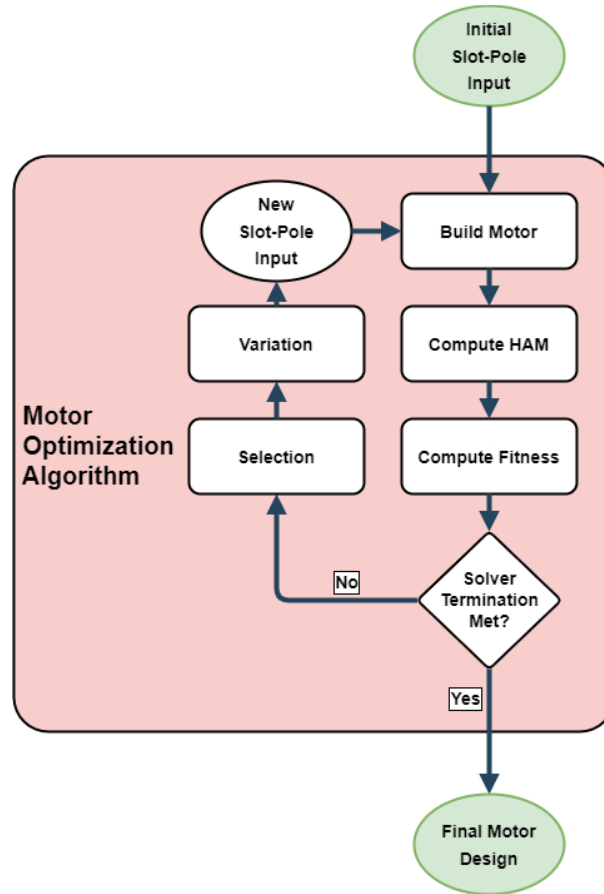 Initial
Slot-Pole
Input
New
Slot-Pole
Input
Build Motor
Variation
Compute HAM
Motor
Optimization
Algorithm
Selection
Compute Fitness
No
Solver
Termination
Met?
Yes
Final Motor
Design